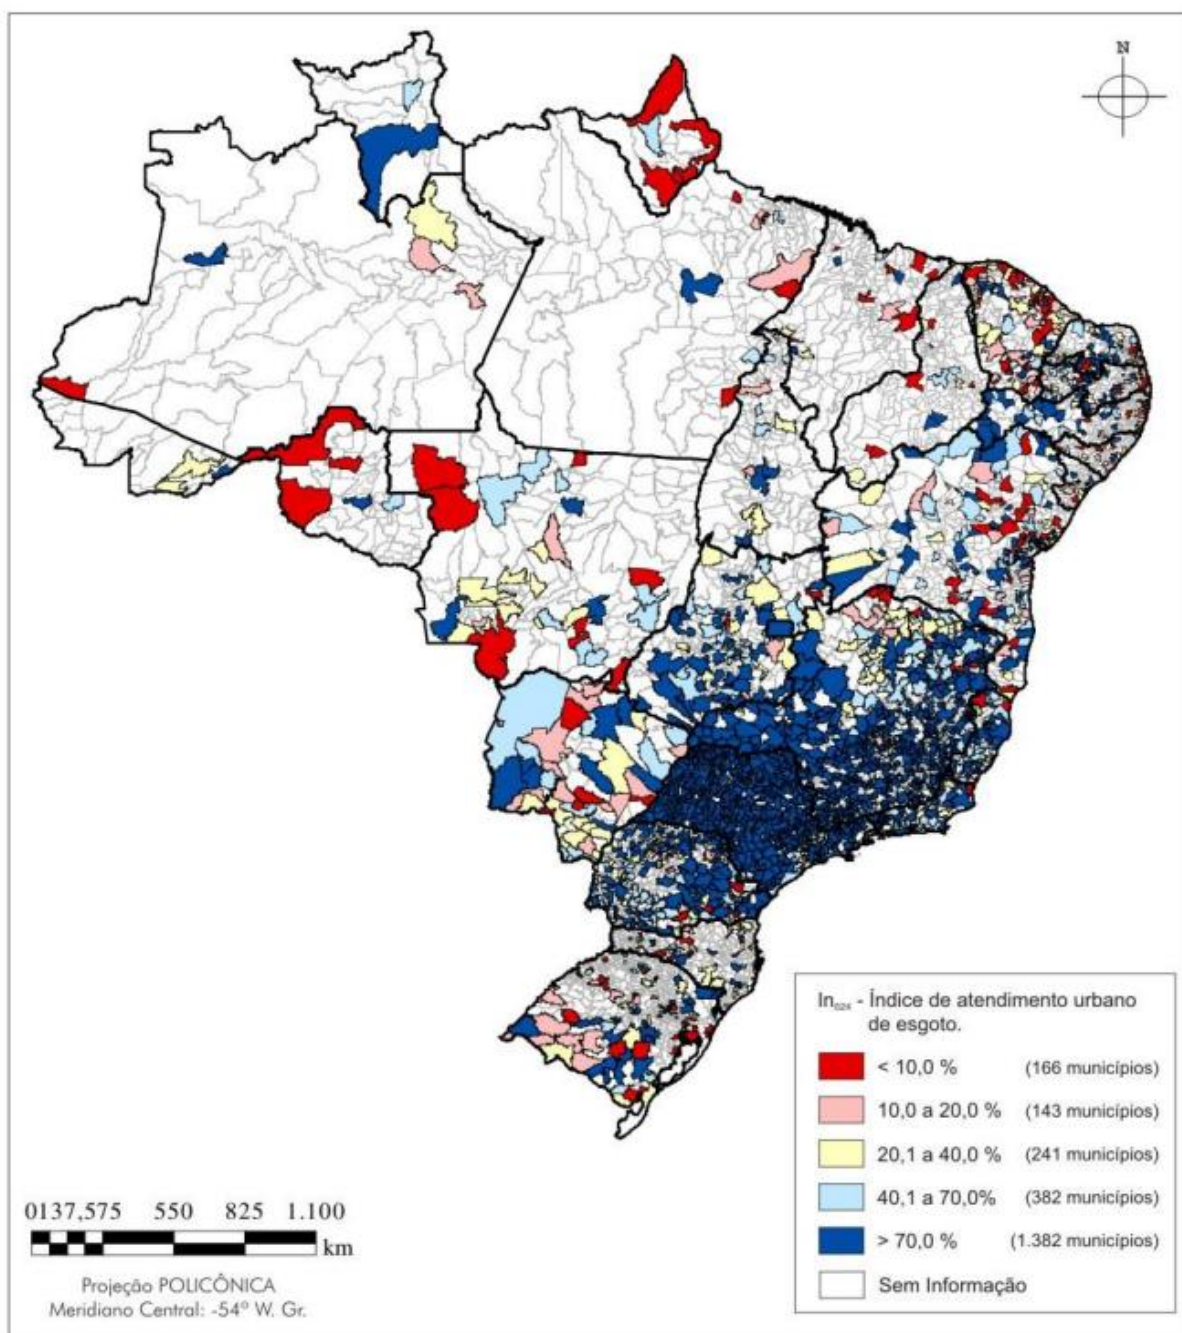 N
In₀₂₄ - Índice de atendimento urbano
de esgoto.
< 10,0 % (166 municípios)
10,0 a 20,0 % (143 municípios)
20,1 a 40,0 % (241 municípios)
40,1 a 70,0% (382 municípios)
> 70,0 % (1.382 municípios)
Sem Informação
0137,575 550 825 1.100
km
Projeção POLICÔNICA
Meridiano Central: -54º W. Gr.